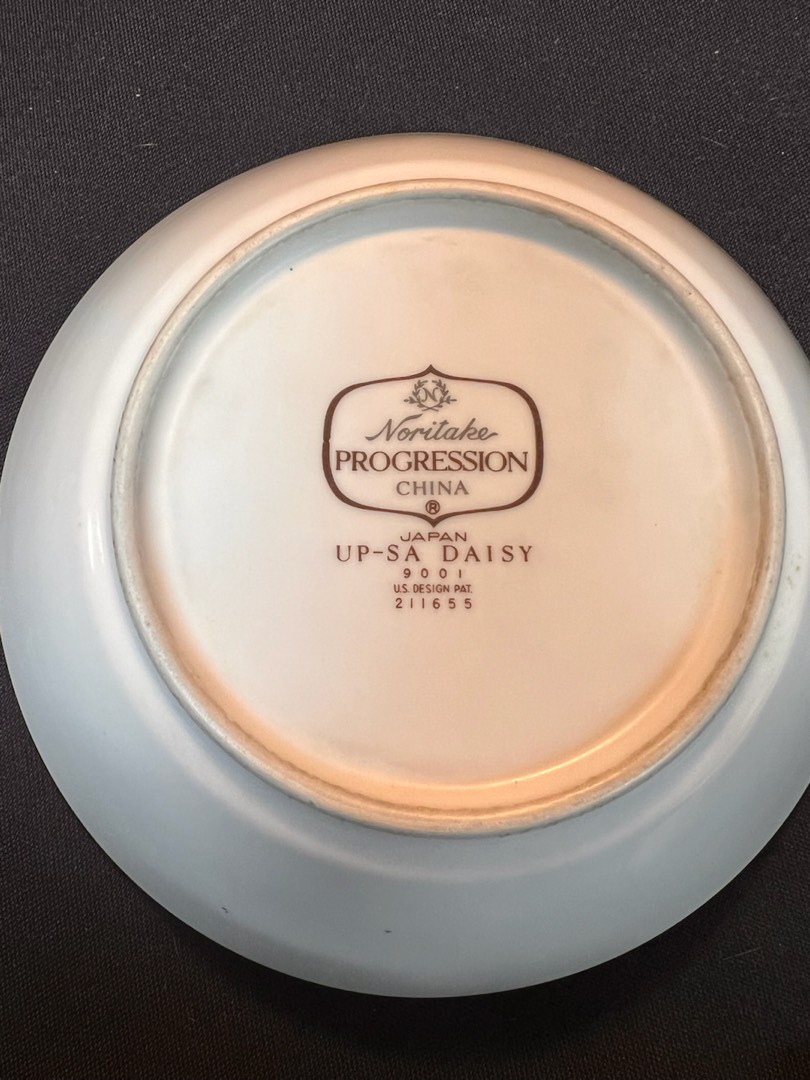 N
Noritake
PROGRESSION
CHINA
®
JAPAN
UP-SA DAISY
9001
U.S. DESIGN PAT.
211655